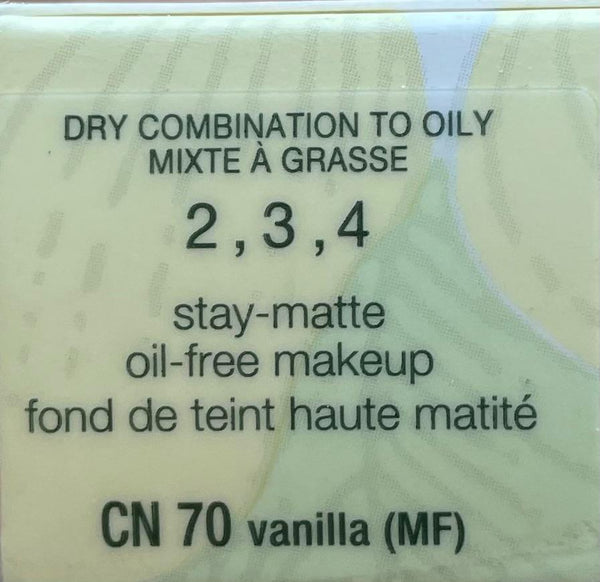 DRY COMBINATION TO OILY
MIXTE À GRASSE
2 , 3 , 4
stay-matte
oil-free makeup
fond de teint haute matité
CN 70 vanilla (MF)